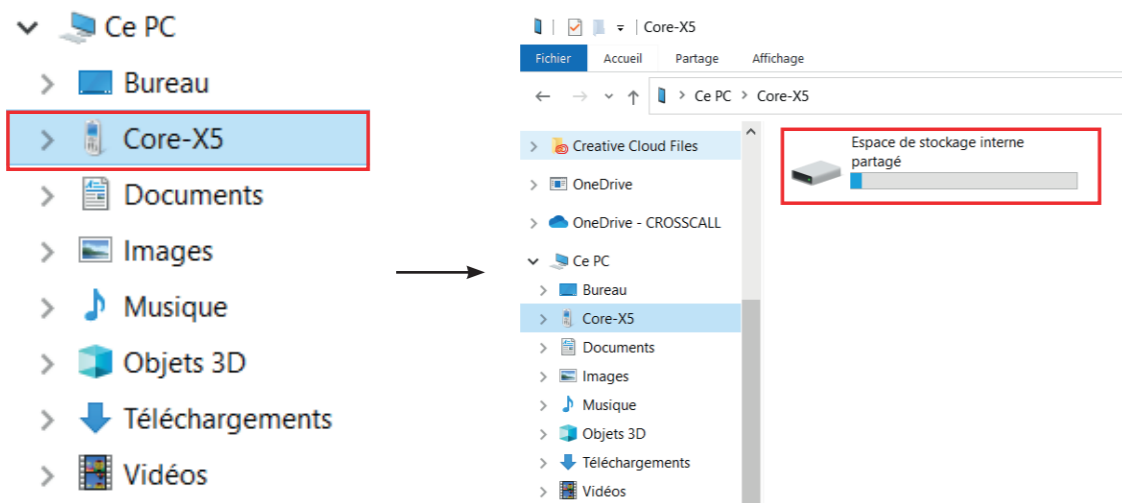 Ce PC
Bureau
Core-X5
Documents
Images
Musique
Objets 3D
Téléchargements
Vidéos
Core-X5
Fichier Accueil Partage Affichage
Ce PC > Core-X5
Creative Cloud Files
OneDrive
OneDrive - CROSSCALL
Ce PC
Bureau
Core-X5
Documents
Images
Musique
Objets 3D
Téléchargements
Vidéos
Espace de stockage interne
partagé